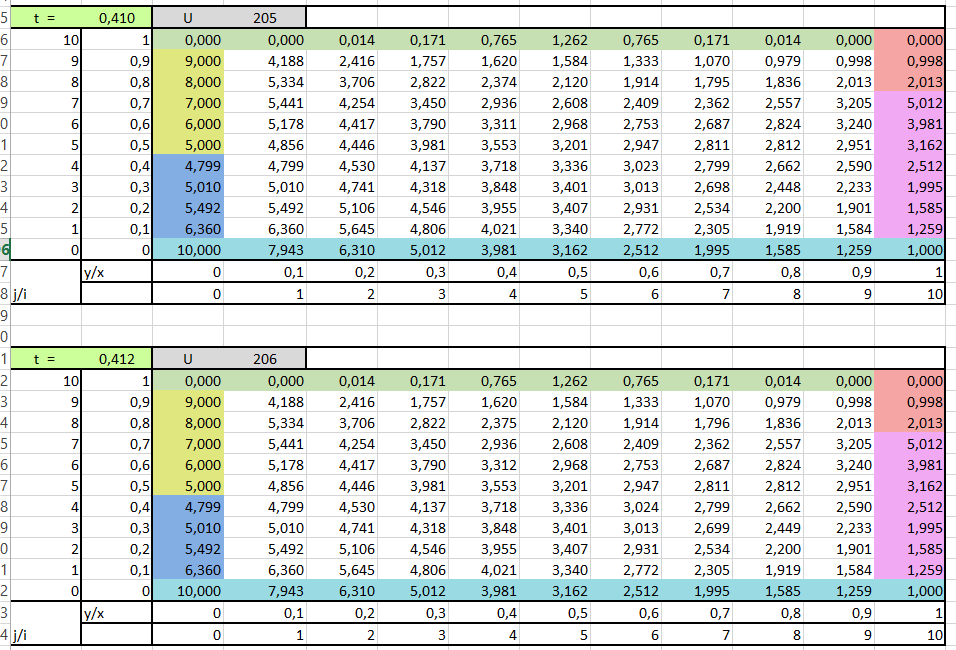 5 t = 0,410 U 205
6 10 1 0,000 0,000 0,014 0,171 0,765 1,262 0,765 0,171 0,014 0,000 0,000
7 9 0,9 9,000 4,188 2,416 1,757 1,620 1,584 1,333 1,070 0,979 0,998 0,998
8 8 0,8 8,000 5,334 3,706 2,822 2,374 2,120 1,914 1,795 1,836 2,013 2,013
9 7 0,7 7,000 5,441 4,254 3,450 2,936 2,608 2,409 2,362 2,557 3,205 5,012
0 6 0,6 6,000 5,178 4,417 3,790 3,311 2,968 2,753 2,687 2,824 3,240 3,981
1 5 0,5 5,000 4,856 4,446 3,981 3,553 3,201 2,947 2,811 2,812 2,951 3,162
2 4 0,4 4,799 4,799 4,530 4,137 3,718 3,336 3,023 2,799 2,662 2,590 2,512
3 3 0,3 5,010 5,010 4,741 4,318 3,848 3,401 3,013 2,698 2,448 2,233 1,995
4 2 0,2 5,492 5,492 5,106 4,546 3,955 3,407 2,931 2,534 2,200 1,901 1,585
5 1 0,1 6,360 6,360 5,645 4,806 4,021 3,340 2,772 2,305 1,919 1,584 1,259
6 0 0 10,000 7,943 6,310 5,012 3,981 3,162 2,512 1,995 1,585 1,259 1,000
7 y/x 0 0,1 0,2 0,3 0,4 0,5 0,6 0,7 0,8 0,9 1
8 j/i 0 1 2 3 4 5 6 7 8 9 10
9
0
1 t = 0,412 U 206
2 10 1 0,000 0,000 0,014 0,171 0,765 1,262 0,765 0,171 0,014 0,000 0,000
3 9 0,9 9,000 4,188 2,416 1,757 1,620 1,584 1,333 1,070 0,979 0,998 0,998
4 8 0,8 8,000 5,334 3,706 2,822 2,375 2,120 1,914 1,796 1,836 2,013 2,013
5 7 0,7 7,000 5,441 4,254 3,450 2,936 2,608 2,409 2,362 2,557 3,205 5,012
6 6 0,6 6,000 5,178 4,417 3,790 3,312 2,968 2,753 2,687 2,824 3,240 3,981
7 5 0,5 5,000 4,856 4,446 3,981 3,553 3,201 2,947 2,811 2,812 2,951 3,162
8 4 0,4 4,799 4,799 4,530 4,137 3,718 3,336 3,024 2,799 2,662 2,590 2,512
9 3 0,3 5,010 5,010 4,741 4,318 3,848 3,401 3,013 2,699 2,449 2,233 1,995
0 2 0,2 5,492 5,492 5,106 4,546 3,955 3,407 2,931 2,534 2,200 1,901 1,585
1 1 0,1 6,360 6,360 5,645 4,806 4,021 3,340 2,772 2,305 1,919 1,584 1,259
2 0 0 10,000 7,943 6,310 5,012 3,981 3,162 2,512 1,995 1,585 1,259 1,000
3 y/x 0 0,1 0,2 0,3 0,4 0,5 0,6 0,7 0,8 0,9 1
4 j/i 0 1 2 3 4 5 6 7 8 9 10